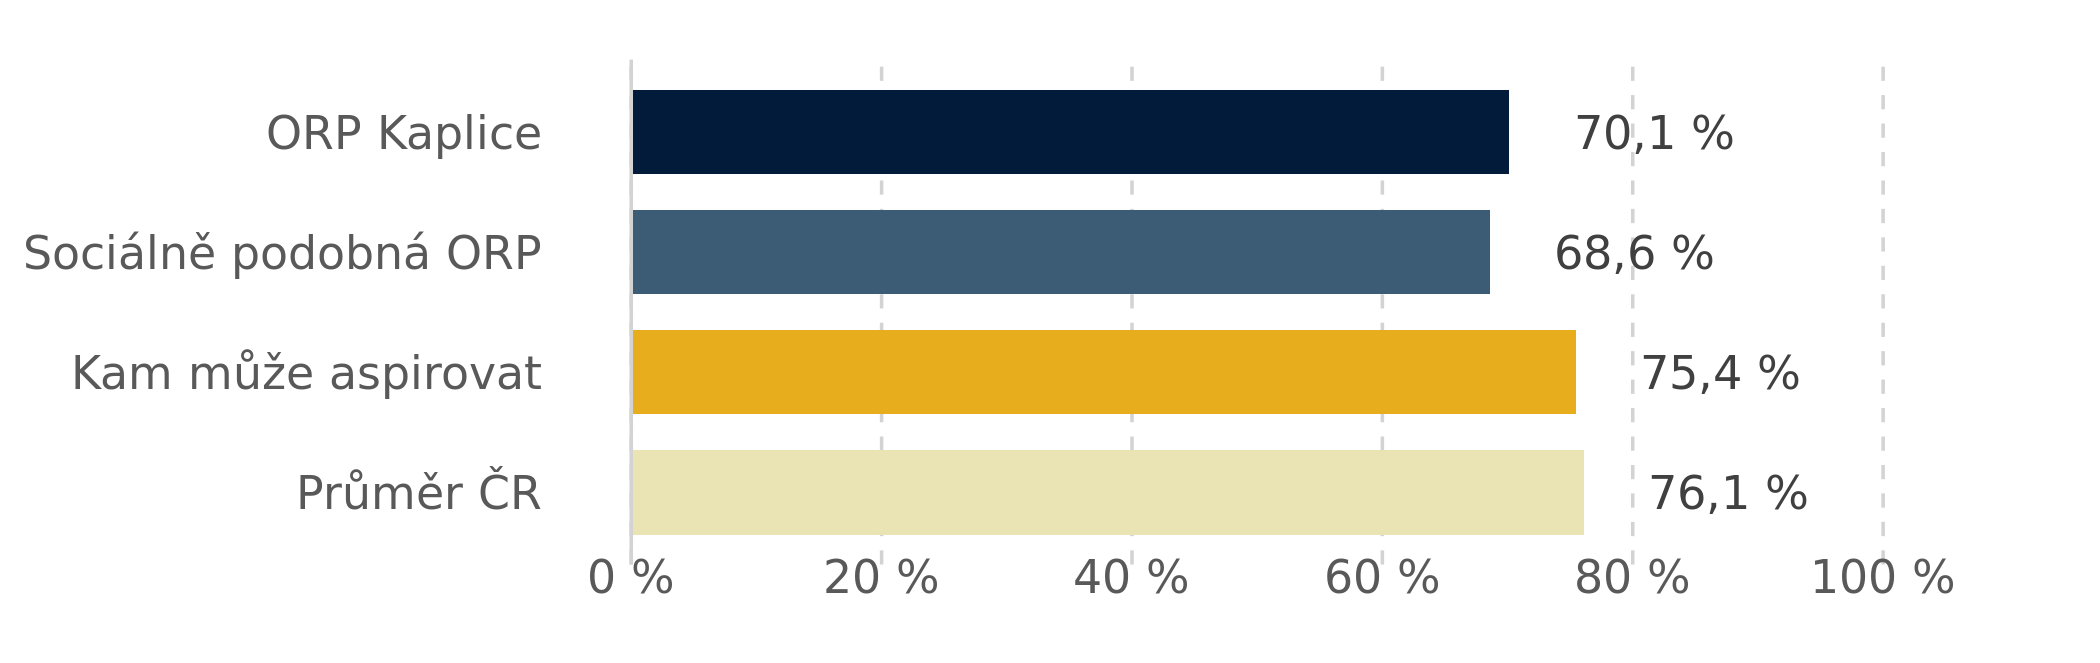 ORP Kaplice 70,1 %
Sociálně podobná ORP 68,6 %
Kam může aspirovat 75,4 %
Průměr ČR 76,1 %
0 % 20 % 40 % 60 % 80 % 100 %